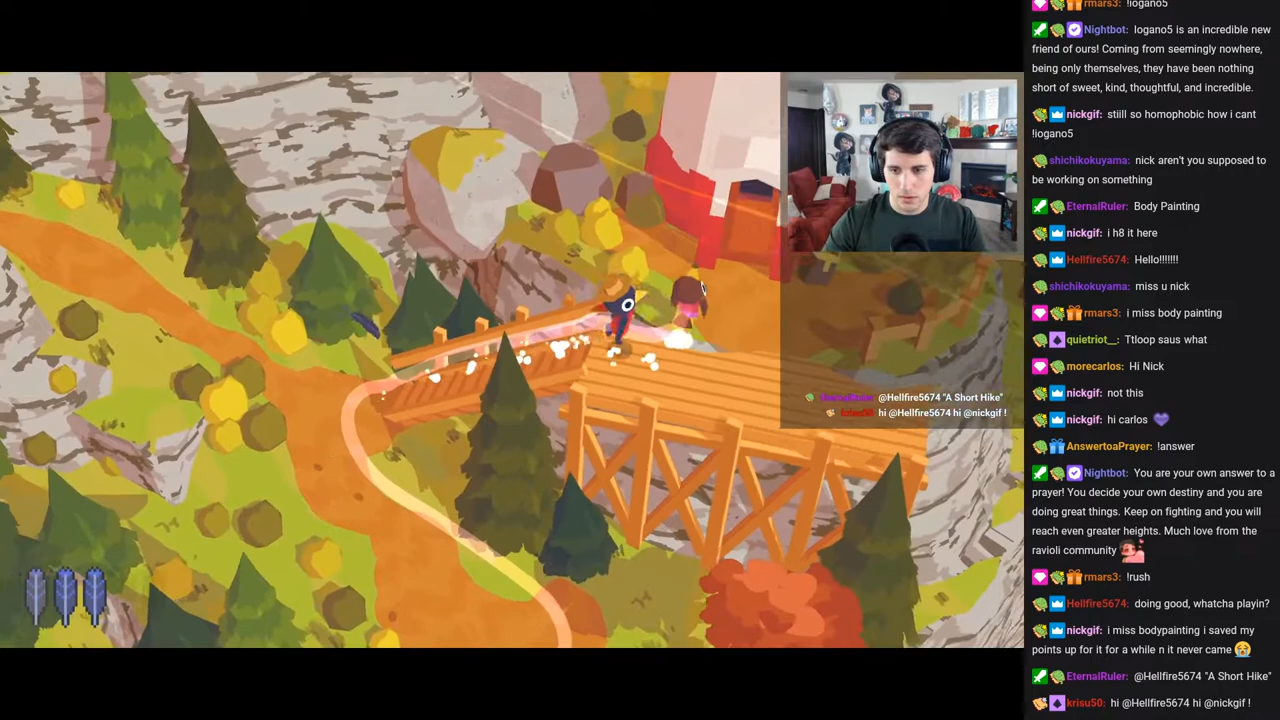 rmars3: !iogano5
Nightbot: Iogano5 is an incredible new
friend of ours! Coming from seemingly nowhere,
being only themselves, they have been nothing
short of sweet, kind, thoughtful, and incredible.
nickgif: stiill so homophobic how i cant
!iogano5
shichikokuyama: nick aren't you supposed to
be working on something
EternalRuler: Body Painting
nickgif: i h8 it here
Hellfire5674: Hello!!!!!!!
shichikokuyama: miss u nick
rmars3: i miss body painting
quietriot__: Ttloop saus what
morecarlos: Hi Nick
nickgif: not this
nickgif: hi carlos
AnswertoaPrayer: !answer
Nightbot: You are your own answer to a
prayer! You decide your own destiny and you are
doing great things. Keep on fighting and you will
reach even greater heights. Much love from the
ravioli community
rmars3: !rush
Hellfire5674: doing good, whatcha playin?
nickgif: i miss bodypainting i saved my
points up for it for a while n it never came
EternalRuler: @Hellfire5674 "A Short Hike"
krisu50: hi @Hellfire5674 hi @nickgif !
EternalRuler: @Hellfire5674 "A Short Hike"
krisu50: hi @Hellfire5674 hi @nickgif !